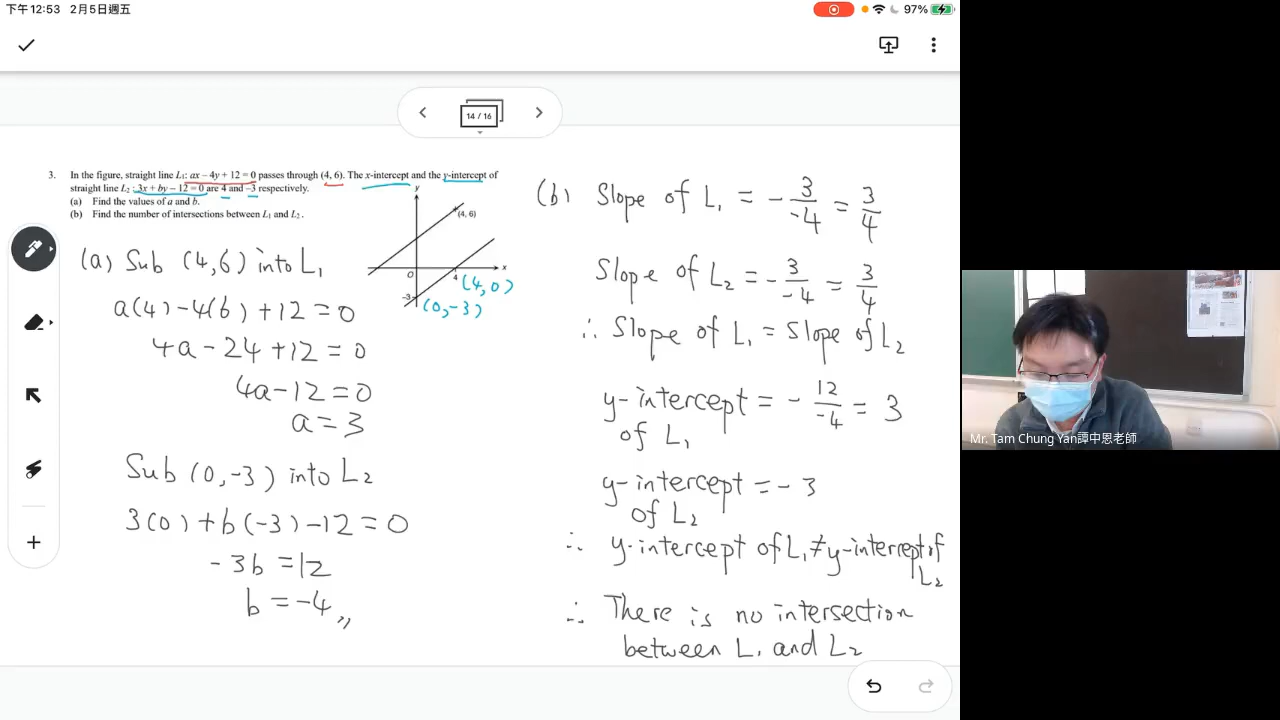 下午12:53 2月5日週五
97%
14 / 16
3. In the figure, straight line L₁: ax − 4y + 12 = 0 passes through (4, 6). The x-intercept and the y-intercept of
straight line L₂ : 3x + by − 12 = 0 are 4 and −3 respectively.
(a) Find the values of a and b.
(b) Find the number of intersections between L₁ and L₂.
y
(4, 6)
O
4
x
−3
(4,0)
(0,-3)
(a) Sub (4,6) into L₁
a(4) - 4(6) + 12 = 0
4a - 24 + 12 = 0
4a - 12 = 0
a = 3
Sub (0,-3) into L₂
3(0) + b(-3) - 12 = 0
-3b = 12
b = -4 〃
(b) Slope of L₁ = - 3/-4 = 3/4
Slope of L₂ = - 3/-4 = 3/4
∴ Slope of L₁ = Slope of L₂
y-intercept = - 12/-4 = 3
of L₁
y-intercept = - 3
of L₂
∴ y-intercept of L₁ ≠ y-intercept of
L₂
∴ There is no intersection
between L₁ and L₂
Mr. Tam Chung Yan譚中恩老師